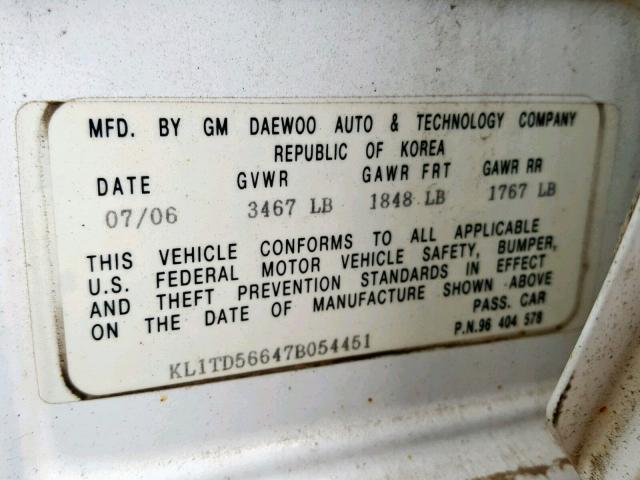 MFD. BY GM DAEWOO AUTO & TECHNOLOGY COMPANY
REPUBLIC OF KOREA
DATE GVWR GAWR FRT GAWR RR
07/06 3467 LB 1848 LB 1767 LB
THIS VEHICLE CONFORMS TO ALL APPLICABLE
U.S. FEDERAL MOTOR VEHICLE SAFETY, BUMPER,
AND THEFT PREVENTION STANDARDS IN EFFECT
ON THE DATE OF MANUFACTURE SHOWN ABOVE
PASS. CAR
P.N.96 404 578
KL1TD56647B054451